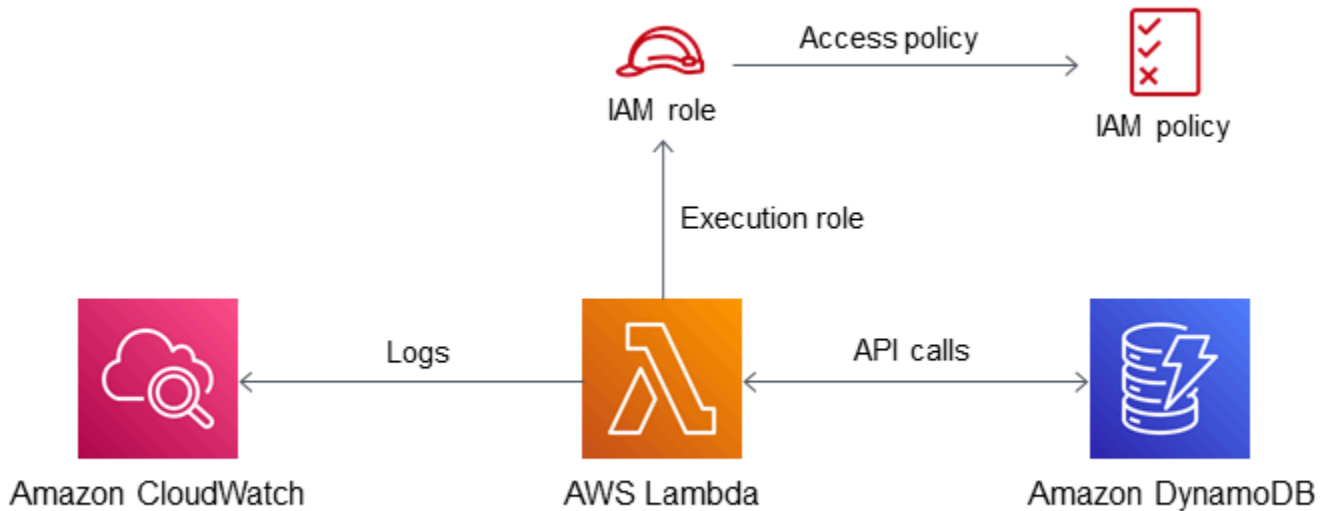 Access policy
IAM role
IAM policy
Execution role
Logs
API calls
Amazon CloudWatch
AWS Lambda
Amazon DynamoDB